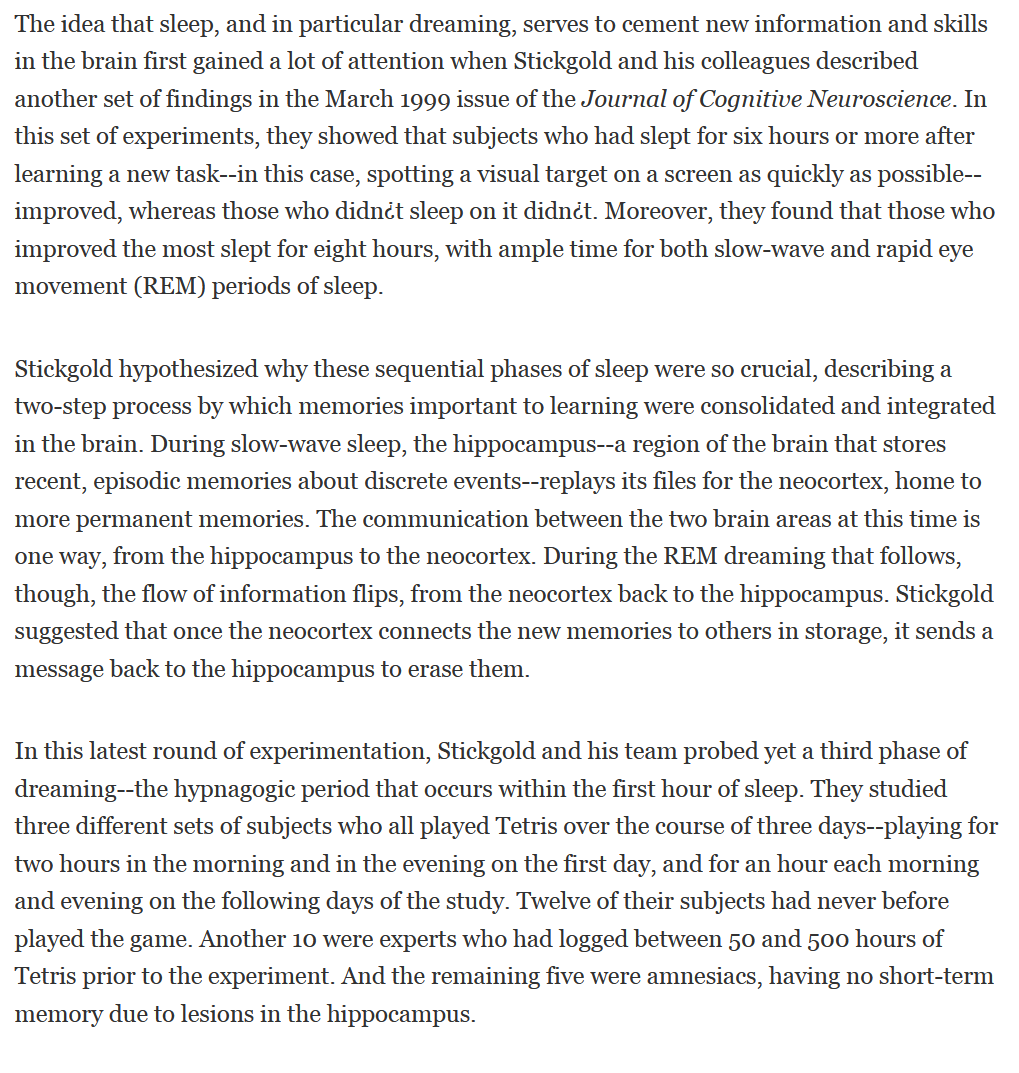 The idea that sleep, and in particular dreaming, serves to cement new information and skills
in the brain first gained a lot of attention when Stickgold and his colleagues described
another set of findings in the March 1999 issue of the Journal of Cognitive Neuroscience. In
this set of experiments, they showed that subjects who had slept for six hours or more after
learning a new task--in this case, spotting a visual target on a screen as quickly as possible--
improved, whereas those who didn¿t sleep on it didn¿t. Moreover, they found that those who
improved the most slept for eight hours, with ample time for both slow-wave and rapid eye
movement (REM) periods of sleep.
Stickgold hypothesized why these sequential phases of sleep were so crucial, describing a
two-step process by which memories important to learning were consolidated and integrated
in the brain. During slow-wave sleep, the hippocampus--a region of the brain that stores
recent, episodic memories about discrete events--replays its files for the neocortex, home to
more permanent memories. The communication between the two brain areas at this time is
one way, from the hippocampus to the neocortex. During the REM dreaming that follows,
though, the flow of information flips, from the neocortex back to the hippocampus. Stickgold
suggested that once the neocortex connects the new memories to others in storage, it sends a
message back to the hippocampus to erase them.
In this latest round of experimentation, Stickgold and his team probed yet a third phase of
dreaming--the hypnagogic period that occurs within the first hour of sleep. They studied
three different sets of subjects who all played Tetris over the course of three days--playing for
two hours in the morning and in the evening on the first day, and for an hour each morning
and evening on the following days of the study. Twelve of their subjects had never before
played the game. Another 10 were experts who had logged between 50 and 500 hours of
Tetris prior to the experiment. And the remaining five were amnesiacs, having no short-term
memory due to lesions in the hippocampus.